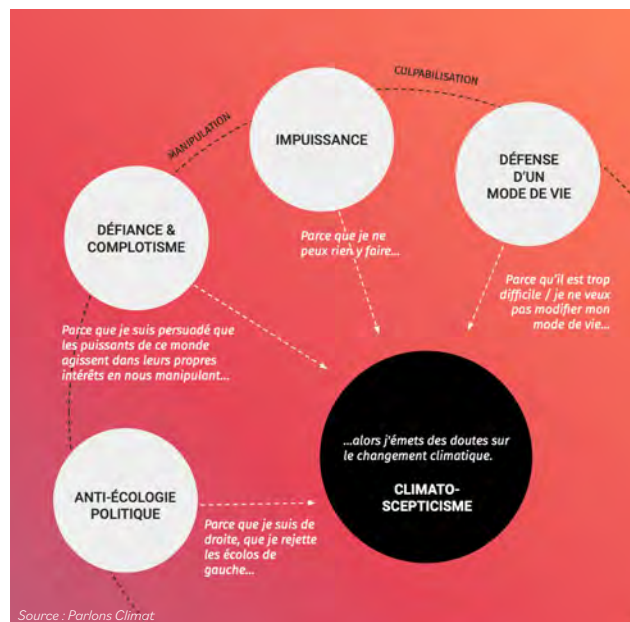 CULPABILISATION
MANIPULATION
IMPUISSANCE
DÉFENSE
D'UN
MODE DE VIE
DÉFIANCE &
COMPLOTISME
Parce que je ne
peux rien y faire...
Parce qu'il est trop
difficile / je ne veux
pas modifier mon
mode de vie...
Parce que je suis persuadé que
les puissants de ce monde
agissent dans leurs propres
intérêts en nous manipulant...
...alors j'émets des doutes sur
le changement climatique.
CLIMATO-
SCEPTICISME
ANTI-ÉCOLOGIE
POLITIQUE
Parce que je suis de
droite, que je rejette
les écolos de
gauche...
Source : Parlons Climat